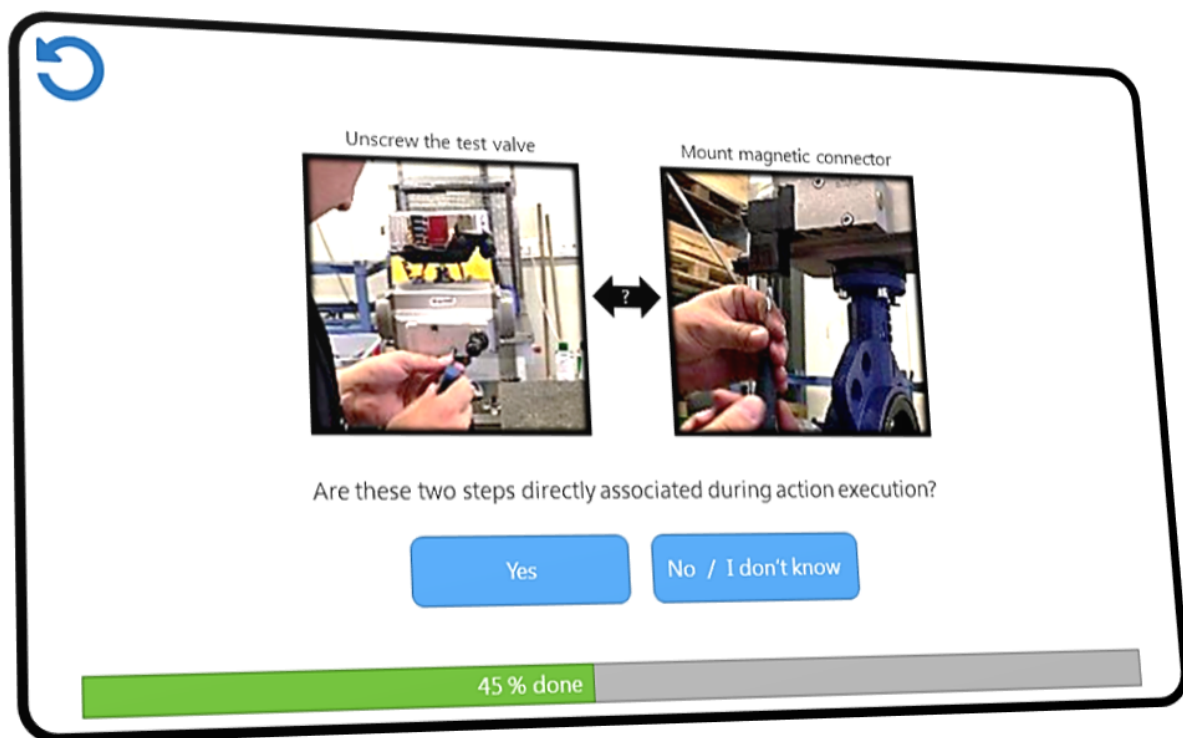 Unscrew the test valve
Mount magnetic connector
?
Are these two steps directly associated during action execution?
Yes
No / I don't know
45 % done